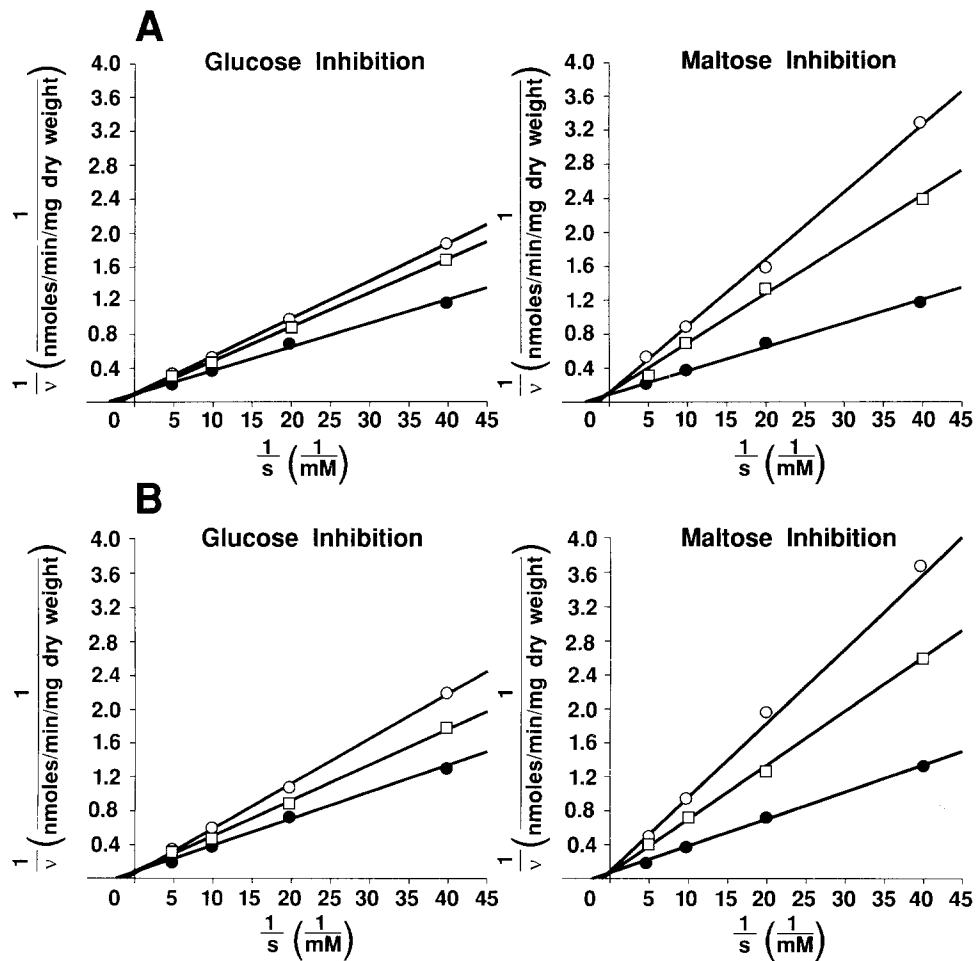 A
Glucose Inhibition
Maltose Inhibition
4.0
3.6
3.2
2.8
2.4
2.0
1.6
1.2
0.8
0.4
1/ν (1/nmoles/min/mg dry weight)
0 5 10 15 20 25 30 35 40 45
1/s (1/mM)
4.0
3.6
3.2
2.8
2.4
2.0
1.6
1.2
0.8
0.4
1/ν (1/nmoles/min/mg dry weight)
0 5 10 15 20 25 30 35 40 45
1/s (1/mM)
B
Glucose Inhibition
Maltose Inhibition
4.0
3.6
3.2
2.8
2.4
2.0
1.6
1.2
0.8
0.4
1/ν (1/nmoles/min/mg dry weight)
0 5 10 15 20 25 30 35 40 45
1/s (1/mM)
4.0
3.6
3.2
2.8
2.4
2.0
1.6
1.2
0.8
0.4
1/ν (1/nmoles/min/mg dry weight)
0 5 10 15 20 25 30 35 40 45
1/s (1/mM)